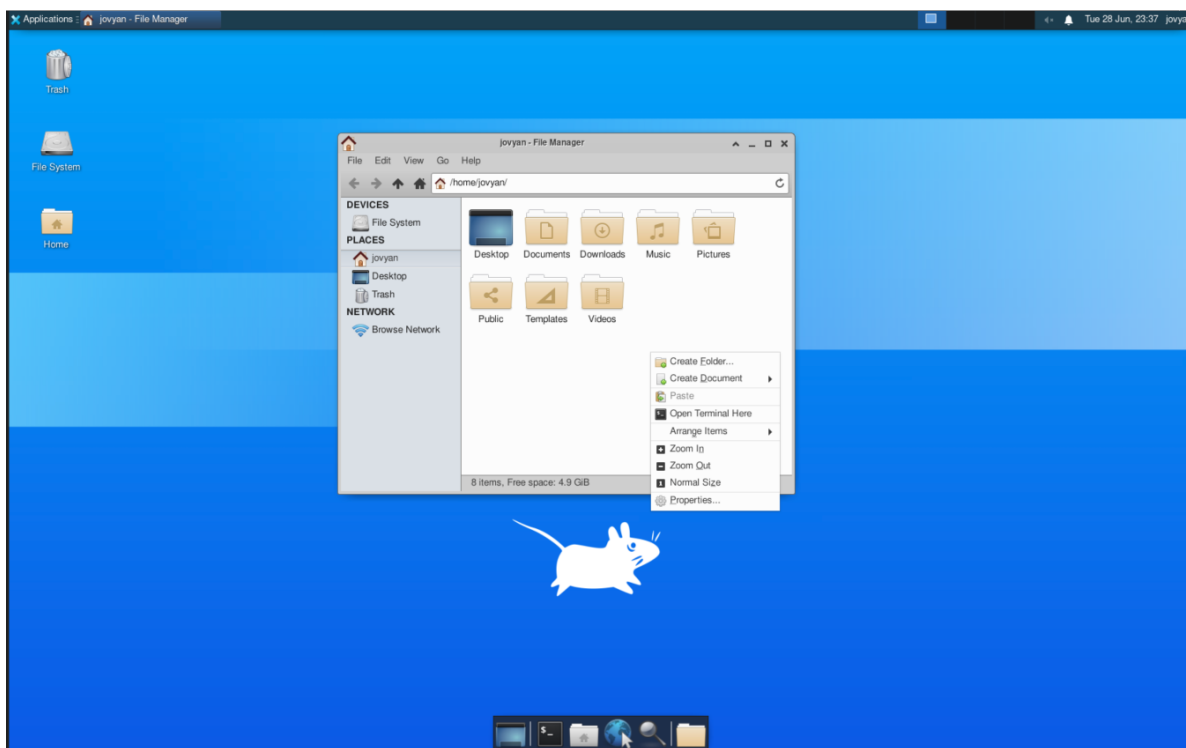 Applications jovyan - File Manager Tue 28 Jun, 23:37 jovya
Trash
File System
Home
jovyan - File Manager
File Edit View Go Help
/home/jovyan/
DEVICES
File System
PLACES
jovyan
Desktop
Trash
NETWORK
Browse Network
Desktop Documents Downloads Music Pictures
Public Templates Videos
8 items, Free space: 4.9 GiB
Create Folder...
Create Document
Paste
Open Terminal Here
Arrange Items
Zoom In
Zoom Out
Normal Size
Properties...